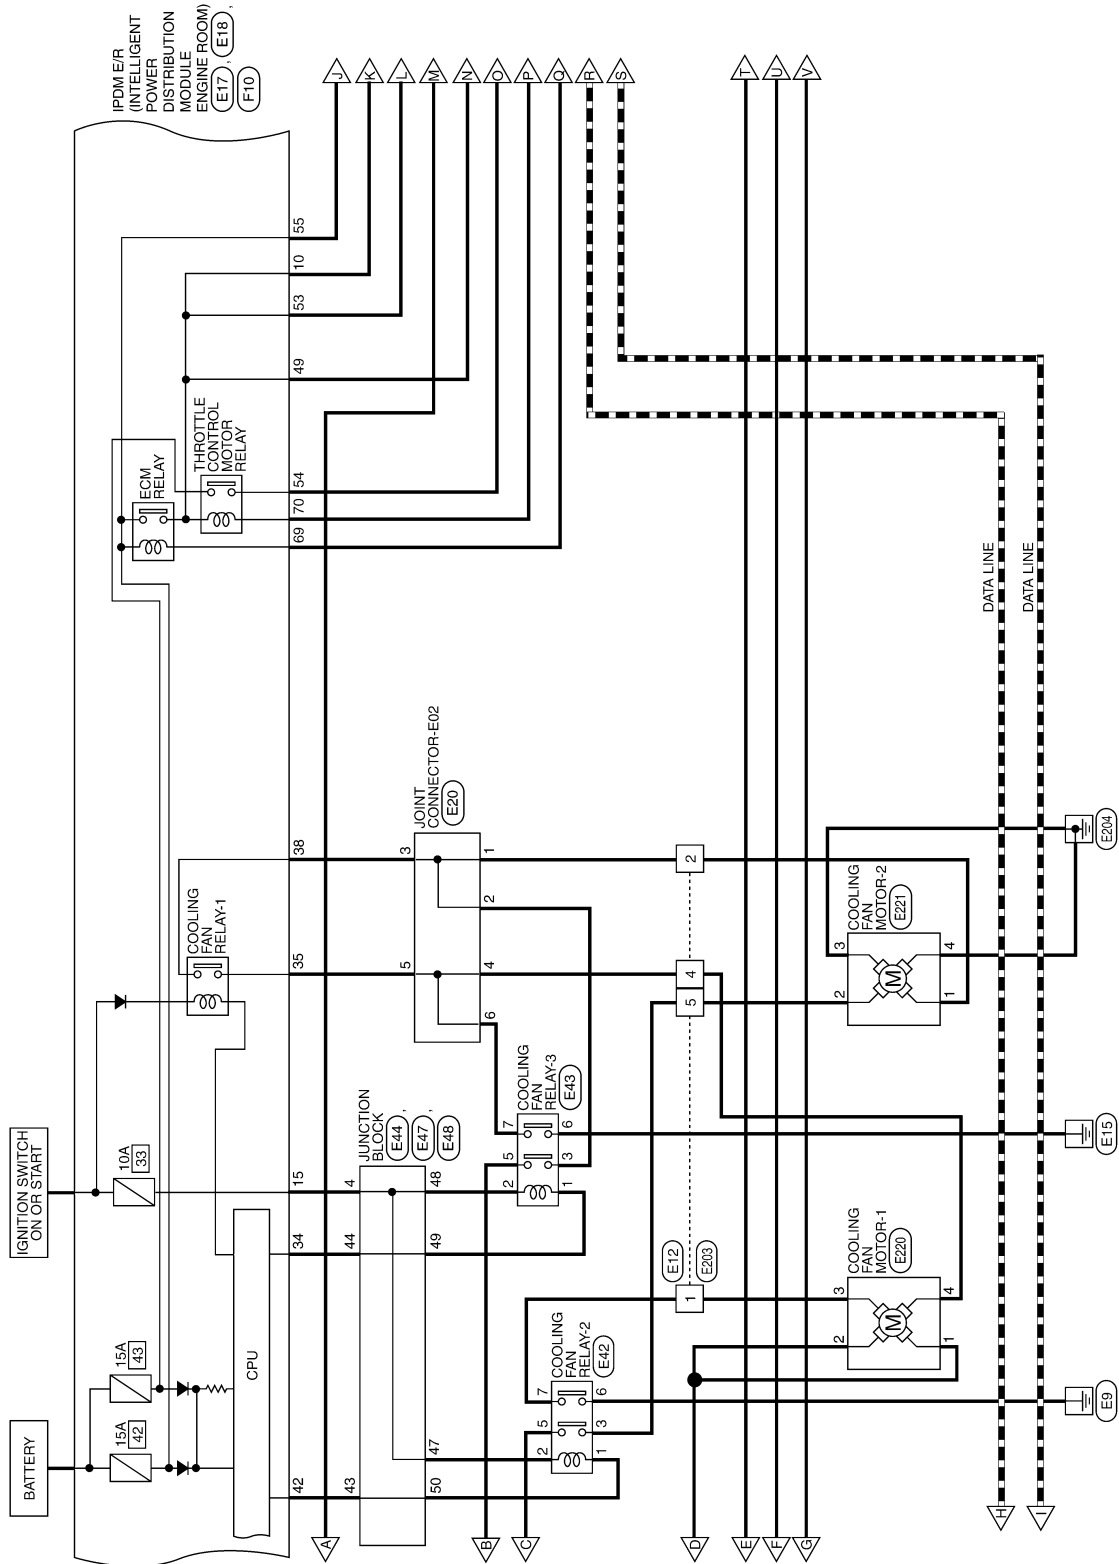 IPDM E/R
(INTELLIGENT
POWER
DISTRIBUTION
MODULE
ENGINE ROOM)
E17 , E18 ,
F10
J
K
L
M
N
O
P
Q
R
S
T
U
V
55
10
53
49
54
70
69
THROTTLE
CONTROL
MOTOR
RELAY
ECM
RELAY
DATA LINE
DATA LINE
JOINT
CONNECTOR-E02
E20
38
3
1
2
35
5
4
6
COOLING
FAN
RELAY-1
2
4
5
COOLING
FAN
MOTOR-2
E221
3
2
4
1
E204
IGNITION SWITCH
ON OR START
10A
33
15
4
48
34
44
49
JUNCTION
BLOCK
E44 ,
E47 ,
E48
COOLING
FAN
RELAY-3
E43
7
5
2
6
3
1
E15
E12
E203
1
COOLING
FAN
MOTOR-1
E220
3
2
4
1
BATTERY
15A
43
15A
42
CPU
42
43
47
50
COOLING
FAN
RELAY-2
E42
7
5
2
6
3
1
E9
A
B
C
D
E
F
G
H
I